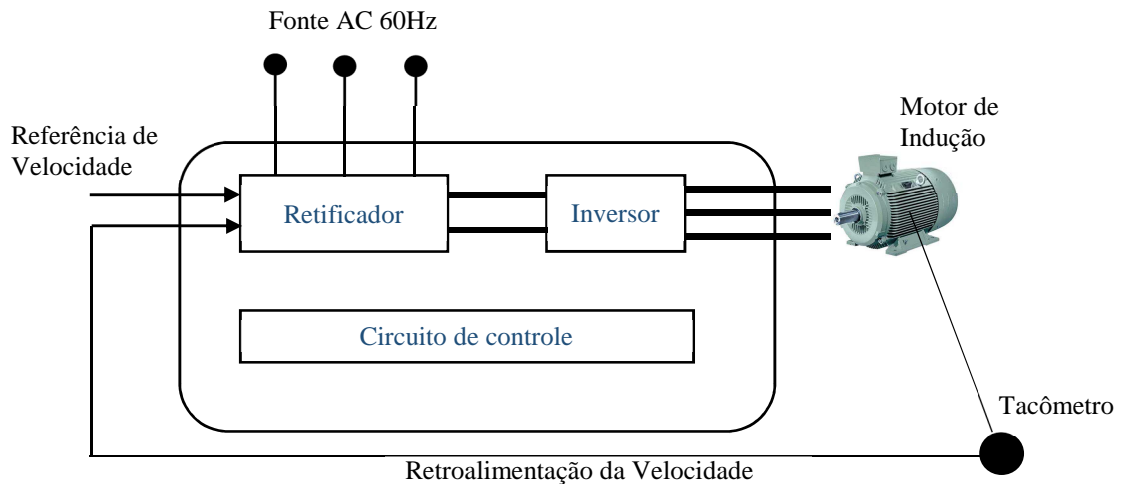 Fonte AC 60Hz
Motor de
Indução
Referência de
Velocidade
Retificador
Inversor
Circuito de controle
Tacômetro
Retroalimentação da Velocidade